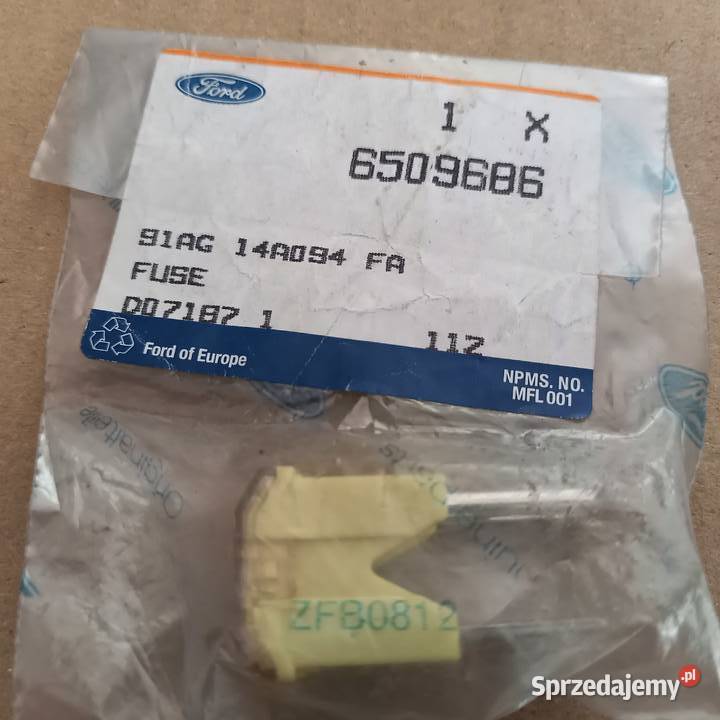 Ford
1 X
6509686
91AG 14A094 FA
FUSE
D07187 1 112
Ford of Europe
NPMS. NO.
MFL 001
originalteile
ZFB0812
Sprzedajemy.pl